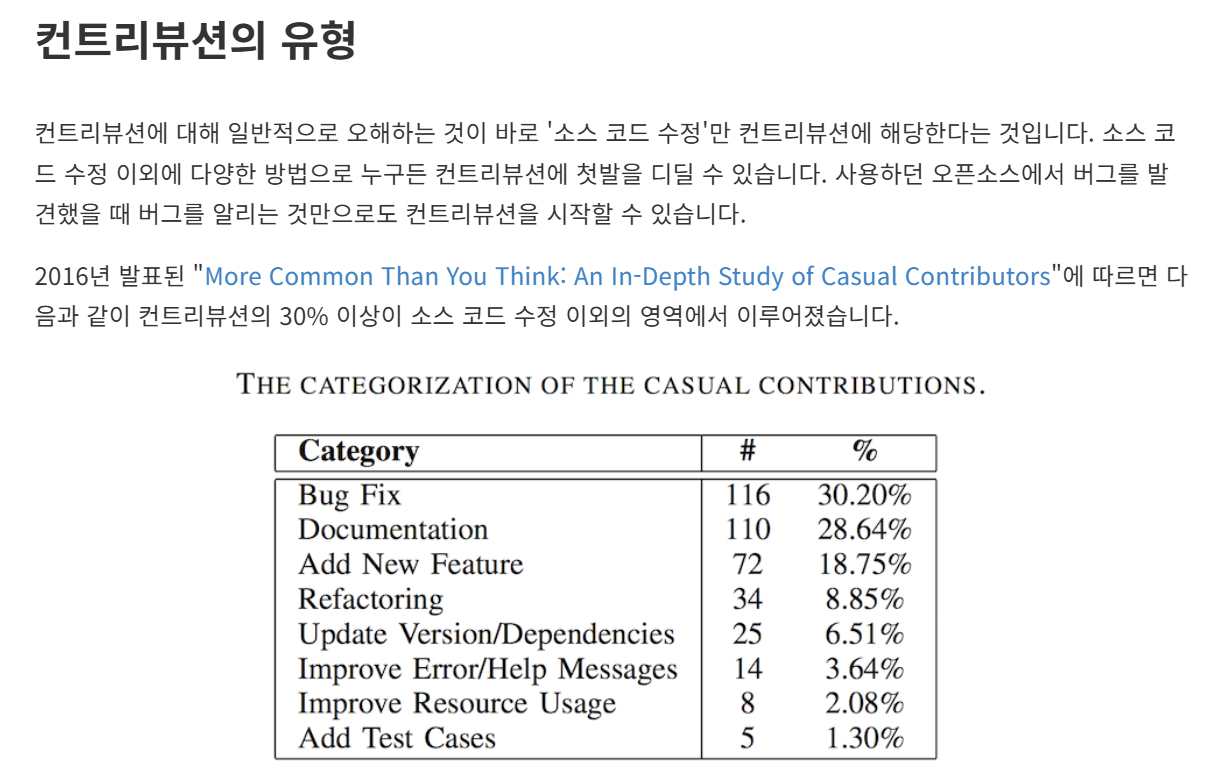 컨트리뷰션의 유형
컨트리뷰션에 대해 일반적으로 오해하는 것이 바로 '소스 코드 수정'만 컨트리뷰션에 해당한다는 것입니다. 소스 코
드 수정 이외에 다양한 방법으로 누구든 컨트리뷰션에 첫발을 디딜 수 있습니다. 사용하던 오픈소스에서 버그를 발
견했을 때 버그를 알리는 것만으로도 컨트리뷰션을 시작할 수 있습니다.
2016년 발표된 "More Common Than You Think: An In-Depth Study of Casual Contributors"에 따르면 다
음과 같이 컨트리뷰션의 30% 이상이 소스 코드 수정 이외의 영역에서 이루어졌습니다.
THE CATEGORIZATION OF THE CASUAL CONTRIBUTIONS.
Category # %
Bug Fix 116 30.20%
Documentation 110 28.64%
Add New Feature 72 18.75%
Refactoring 34 8.85%
Update Version/Dependencies 25 6.51%
Improve Error/Help Messages 14 3.64%
Improve Resource Usage 8 2.08%
Add Test Cases 5 1.30%